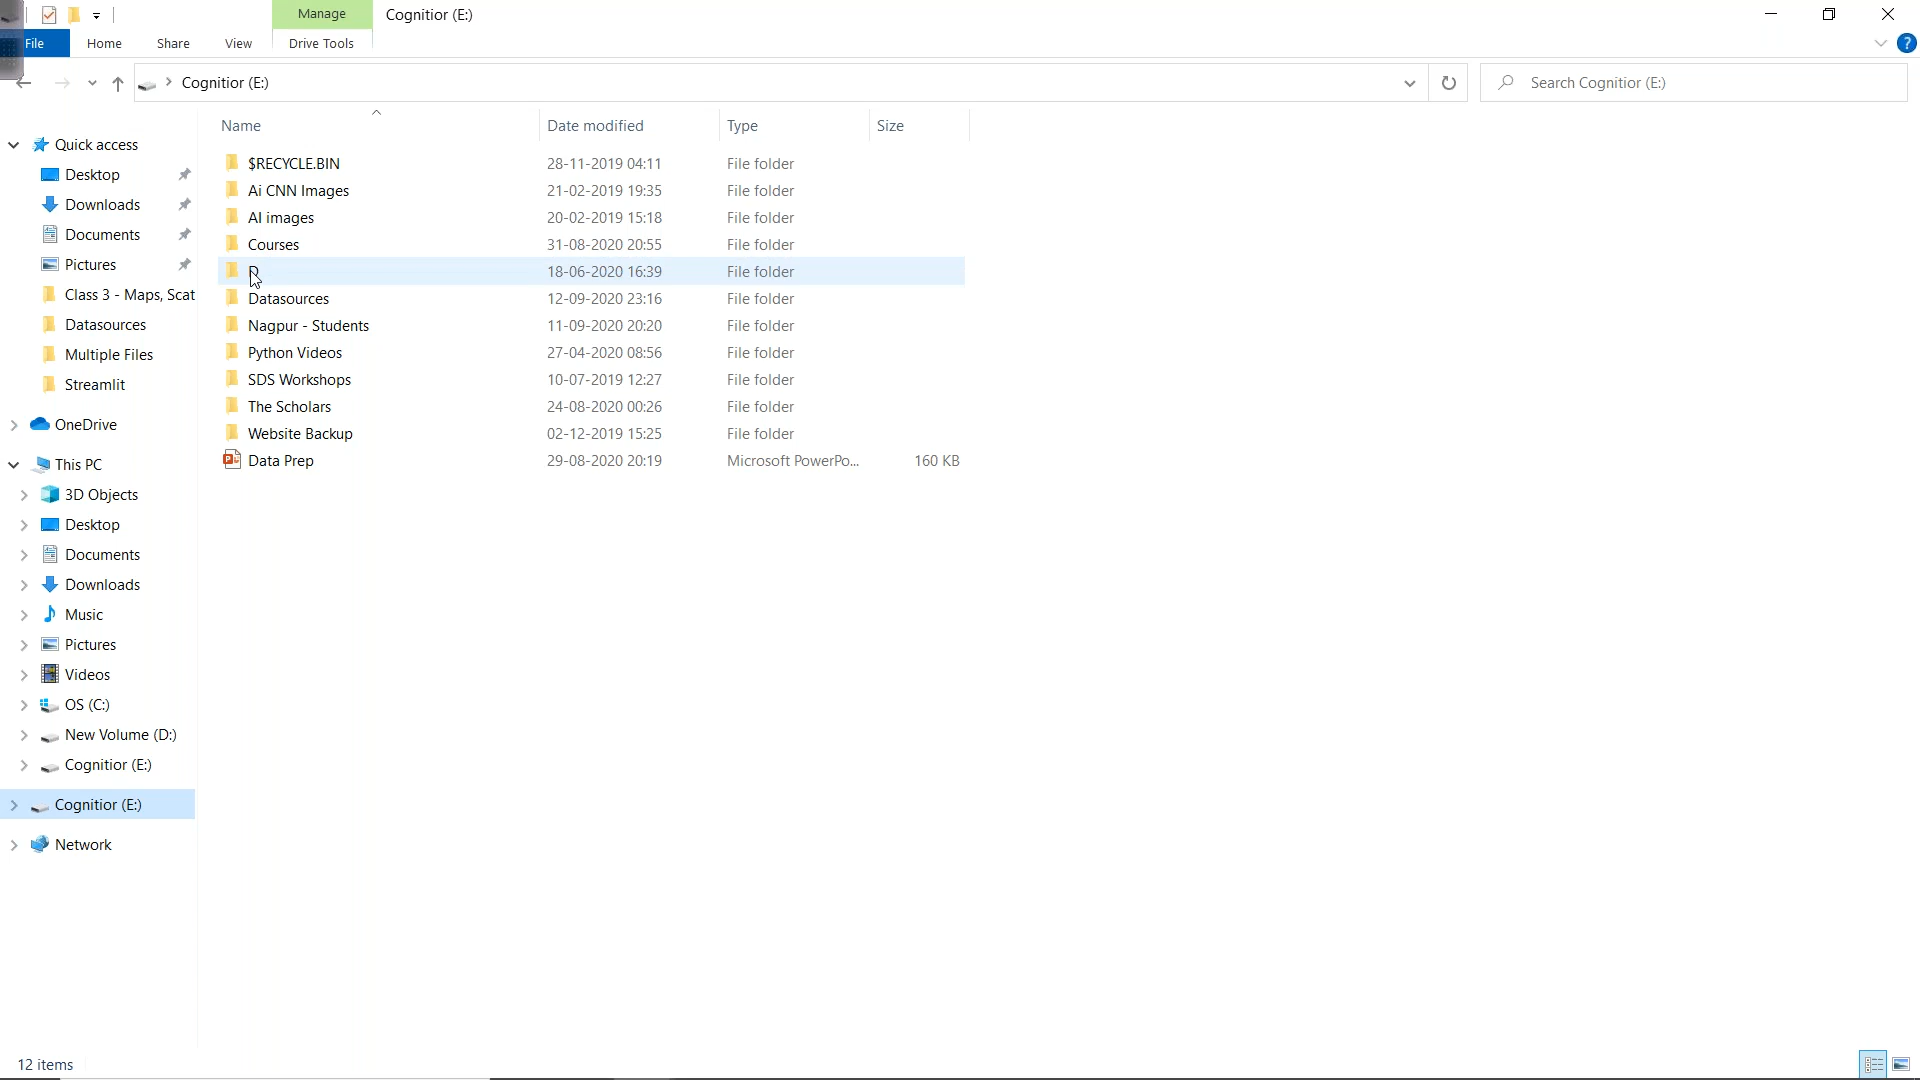 Manage
Cognitior (E:)
File
Home
Share
View
Drive Tools
?
Cognitior (E:)
Search Cognitior (E:)
Name
Date modified
Type
Size
Quick access
Desktop
Downloads
Documents
Pictures
Class 3 - Maps, Scat
Datasources
Multiple Files
Streamlit
OneDrive
This PC
3D Objects
Desktop
Documents
Downloads
Music
Pictures
Videos
OS (C:)
New Volume (D:)
Cognitior (E:)
Cognitior (E:)
Network
$RECYCLE.BIN 28-11-2019 04:11 File folder
Ai CNN Images 21-02-2019 19:35 File folder
AI images 20-02-2019 15:18 File folder
Courses 31-08-2020 20:55 File folder
D 18-06-2020 16:39 File folder
Datasources 12-09-2020 23:16 File folder
Nagpur - Students 11-09-2020 20:20 File folder
Python Videos 27-04-2020 08:56 File folder
SDS Workshops 10-07-2019 12:27 File folder
The Scholars 24-08-2020 00:26 File folder
Website Backup 02-12-2019 15:25 File folder
Data Prep 29-08-2020 20:19 Microsoft PowerPo... 160 KB
12 items